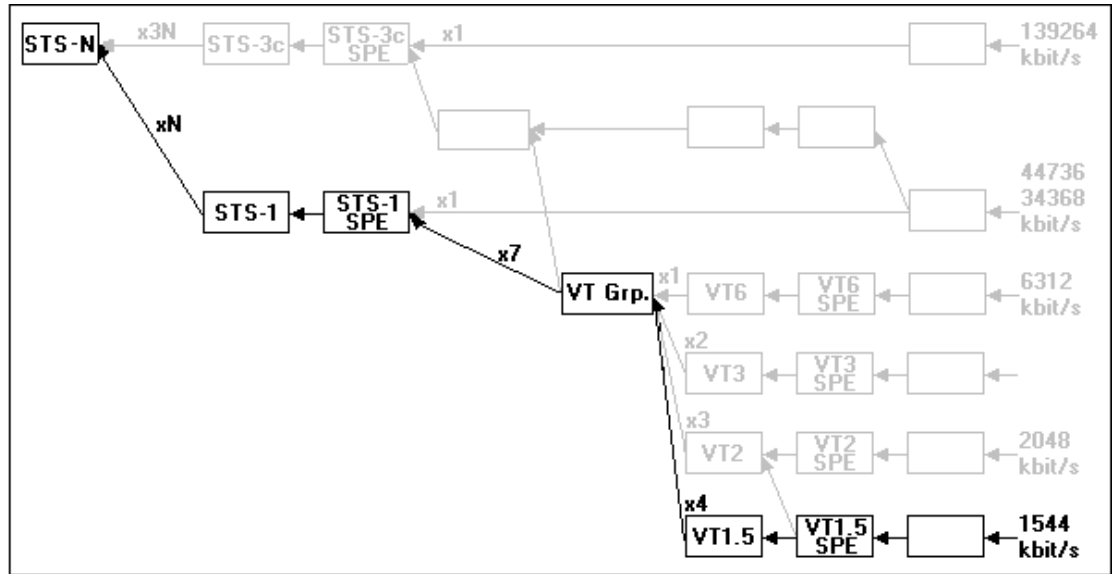 x3N
x1
139264
kbit/s
STS-N
STS-3c
STS-3c
SPE
xN
44736
34368
kbit/s
STS-1
STS-1
SPE
x1
x7
VT Grp.
x1
VT6
VT6
SPE
6312
kbit/s
x2
VT3
VT3
SPE
x3
VT2
VT2
SPE
2048
kbit/s
x4
VT1.5
VT1.5
SPE
1544
kbit/s